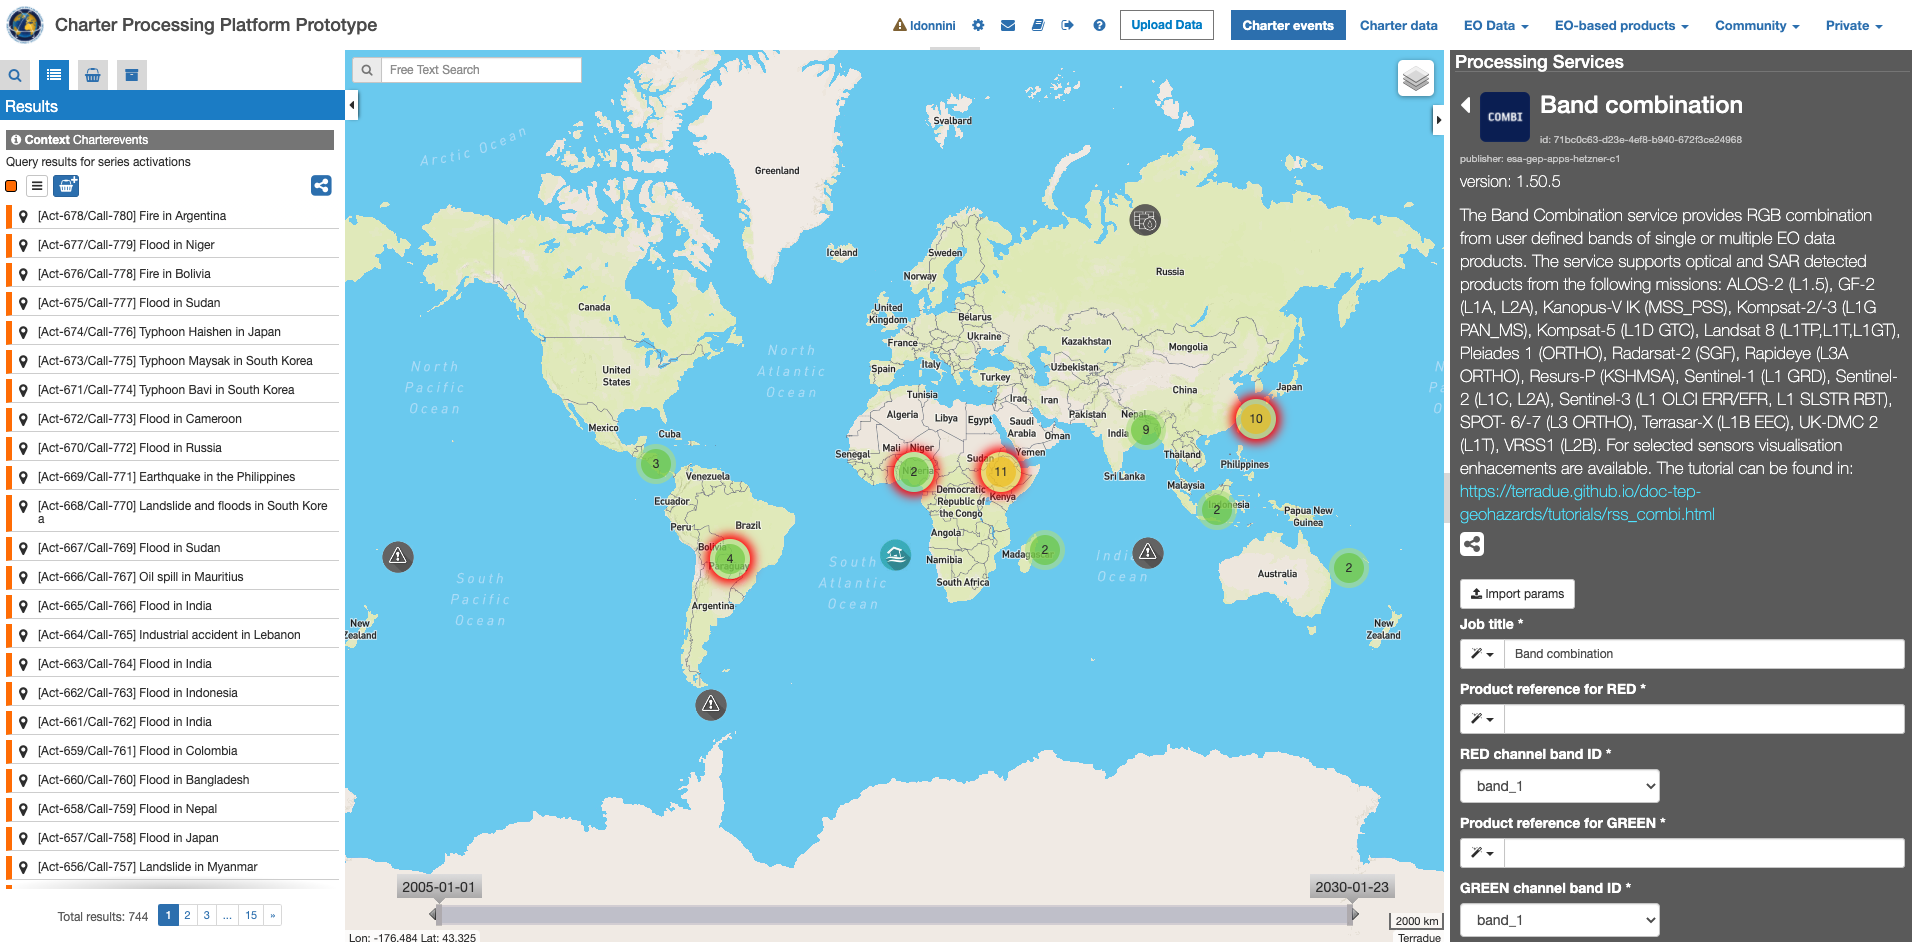 Charter Processing Platform Prototype
Idonnini
Upload Data
Charter events
Charter data
EO Data
EO-based products
Community
Private
Results
Context Charterevents
Query results for series activations
[Act-678/Call-780] Fire in Argentina
[Act-677/Call-779] Flood in Niger
[Act-676/Call-778] Fire in Bolivia
[Act-675/Call-777] Flood in Sudan
[Act-674/Call-776] Typhoon Haishen in Japan
[Act-673/Call-775] Typhoon Maysak in South Korea
[Act-671/Call-774] Typhoon Bavi in South Korea
[Act-672/Call-773] Flood in Cameroon
[Act-670/Call-772] Flood in Russia
[Act-669/Call-771] Earthquake in the Philippines
[Act-668/Call-770] Landslide and floods in South Kore
a
[Act-667/Call-769] Flood in Sudan
[Act-666/Call-767] Oil spill in Mauritius
[Act-665/Call-766] Flood in India
[Act-664/Call-765] Industrial accident in Lebanon
[Act-663/Call-764] Flood in India
[Act-662/Call-763] Flood in Indonesia
[Act-661/Call-762] Flood in India
[Act-659/Call-761] Flood in Colombia
[Act-660/Call-760] Flood in Bangladesh
[Act-658/Call-759] Flood in Nepal
[Act-657/Call-758] Flood in Japan
[Act-656/Call-757] Landslide in Myanmar
Total results: 744
1 2 3 ... 15 »
Free Text Search
Arctic Ocean
Svalbard
Greenland
Iceland
Sweden
Norway
Russia
Canada
United
Kingdom
Belarus
Ukraine
France
Kazakhstan
Mongolia
North
Pacific
Ocean
North
Atlantic
Ocean
United
States
Spain
Italy
Turkey
Uzbekistan
China
Japan
Tunisia
Iraq
Iran
Algeria
Libya
Egypt
Saudi
Arabia
Oman
Pakistan
Nepal
India
10
9
Mexico
Cuba
Senegal
Mali
Niger
Sudan
Yemen
Thailand
Philippines
3
2
11
Venezuela
Nigeria
Kenya
Sri Lanka
Malaysia
Ecuador
Democratic
Republic of
the Congo
Indonesia
2
Papua New
Guinea
Peru
Brazil
Angola
Bolivia
4
Paraguay
South
Atlantic
Ocean
Namibia
Madagascar
2
Indian
Ocean
South Africa
Australia
2
South
Pacific
Ocean
Argentina
New
Zealand
New
Zealand
2005-01-01
2030-01-23
2000 km
Lon: -176.484 Lat: 43.325
Terradue
Processing Services
COMBI
Band combination
id: 71bc0c63-d23e-4ef8-b940-672f3ce24968
publisher: esa-gep-apps-hetzner-c1
version: 1.50.5
The Band Combination service provides RGB combination
from user defined bands of single or multiple EO data
products. The service supports optical and SAR detected
products from the following missions: ALOS-2 (L1.5), GF-2
(L1A, L2A), Kanopus-V IK (MSS_PSS), Kompsat-2/-3 (L1G
PAN_MS), Kompsat-5 (L1D GTC), Landsat 8 (L1TP,L1T,L1GT),
Pleiades 1 (ORTHO), Radarsat-2 (SGF), Rapideye (L3A
ORTHO), Resurs-P (KSHMSA), Sentinel-1 (L1 GRD), Sentinel-
2 (L1C, L2A), Sentinel-3 (L1 OLCI ERR/EFR, L1 SLSTR RBT),
SPOT- 6/-7 (L3 ORTHO), Terrasar-X (L1B EEC), UK-DMC 2
(L1T), VRSS1 (L2B). For selected sensors visualisation
enhacements are available. The tutorial can be found in:
https://terradue.github.io/doc-tep-
geohazards/tutorials/rss_combi.html
Import params
Job title *
Band combination
Product reference for RED *
RED channel band ID *
band_1
Product reference for GREEN *
GREEN channel band ID *
band_1